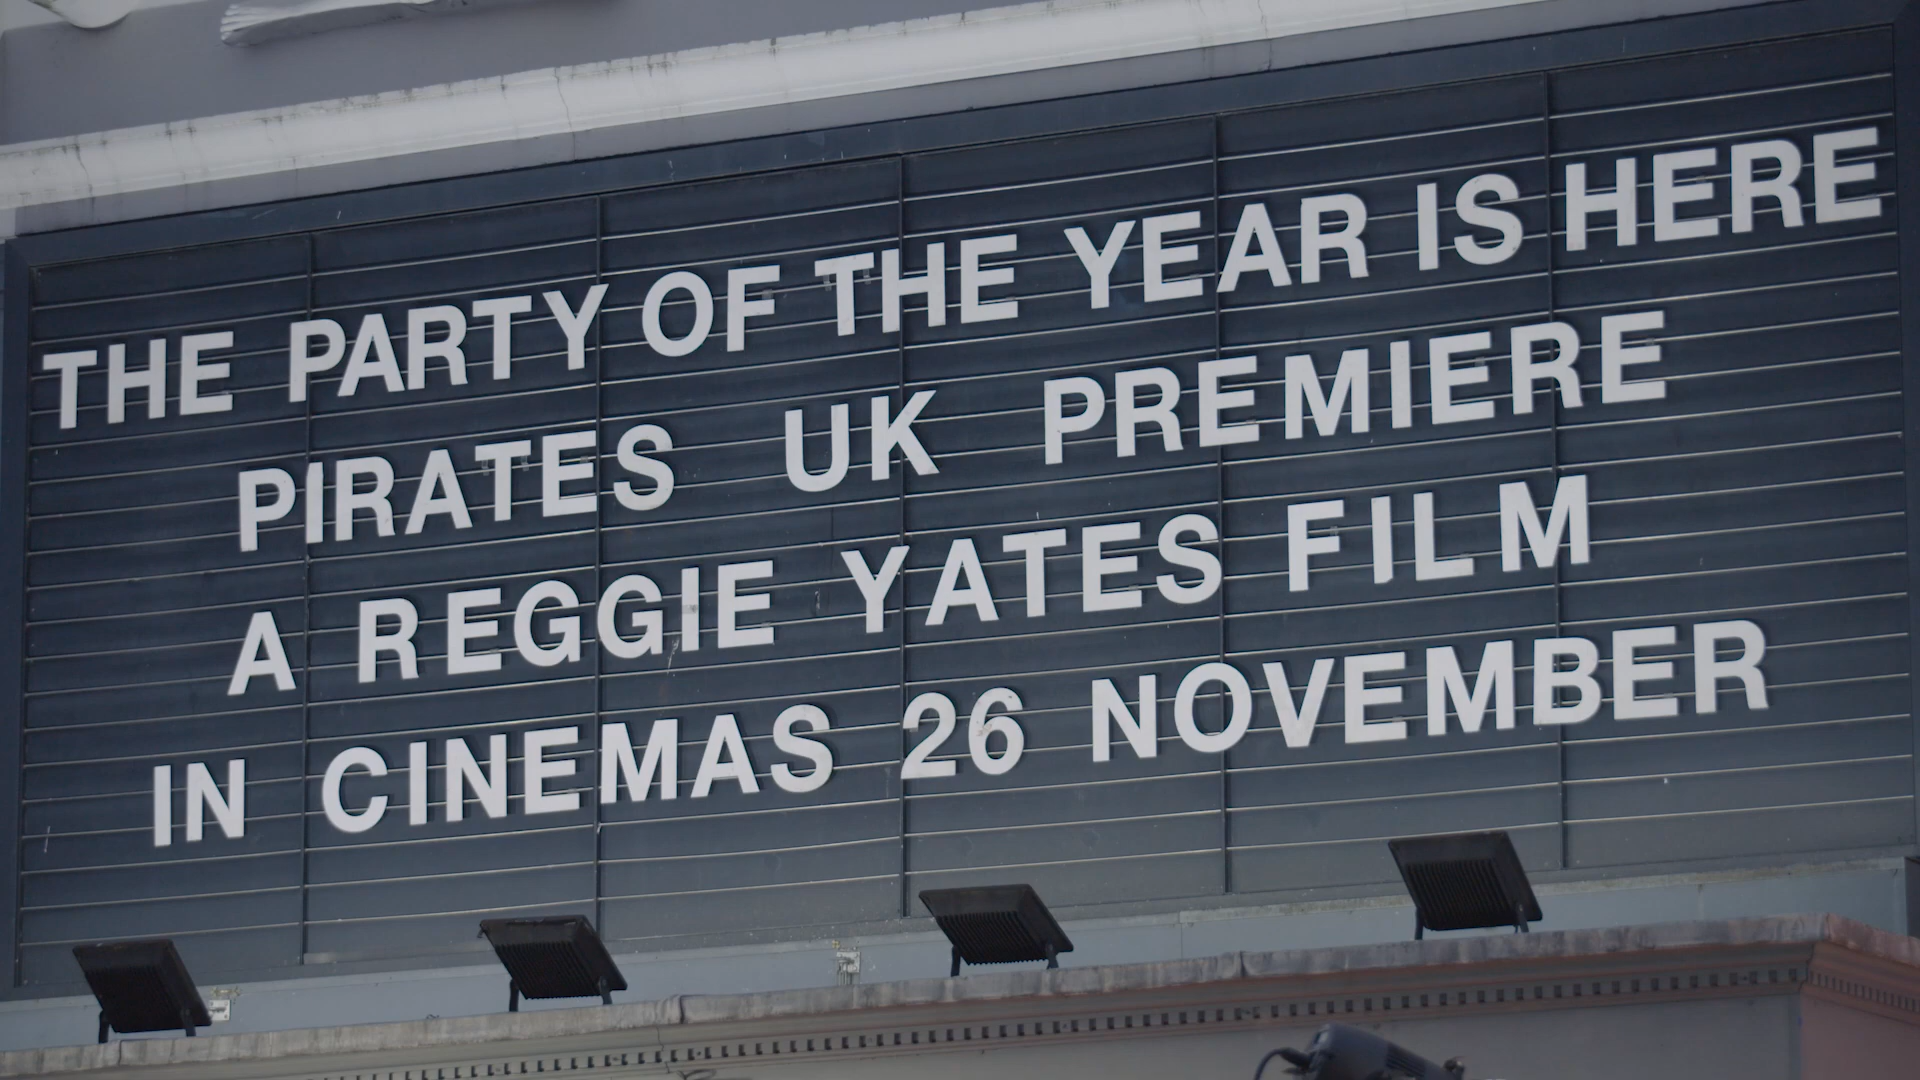 THE PARTY OF THE YEAR IS HERE
PIRATES UK PREMIERE
A REGGIE YATES FILM
IN CINEMAS 26 NOVEMBER